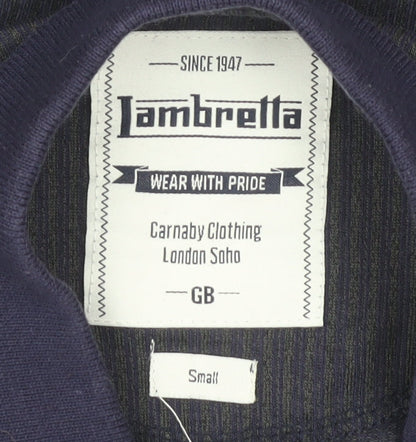 SINCE 1947
Lambretta
WEAR WITH PRIDE
Carnaby Clothing
London Soho
GB
Small